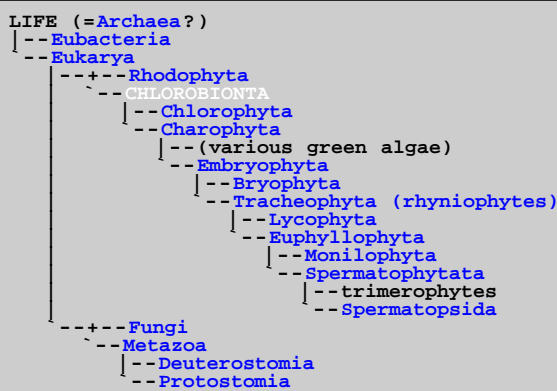 LIFE (=Archaea?)
|--Eubacteria
`--Eukarya
|--+--Rhodophyta
| `--CHLOROBIONTA
| |--Chlorophyta
| `--Charophyta
| |--(various green algae)
| `--Embryophyta
| |--Bryophyta
| `--Tracheophyta (rhyniophytes)
| |--Lycophyta
| `--Euphyllophyta
| |--Monilophyta
| `--Spermatophytata
| |--trimerophytes
| `--Spermatopsida
`--+--Fungi
`--Metazoa
|--Deuterostomia
`--Protostomia